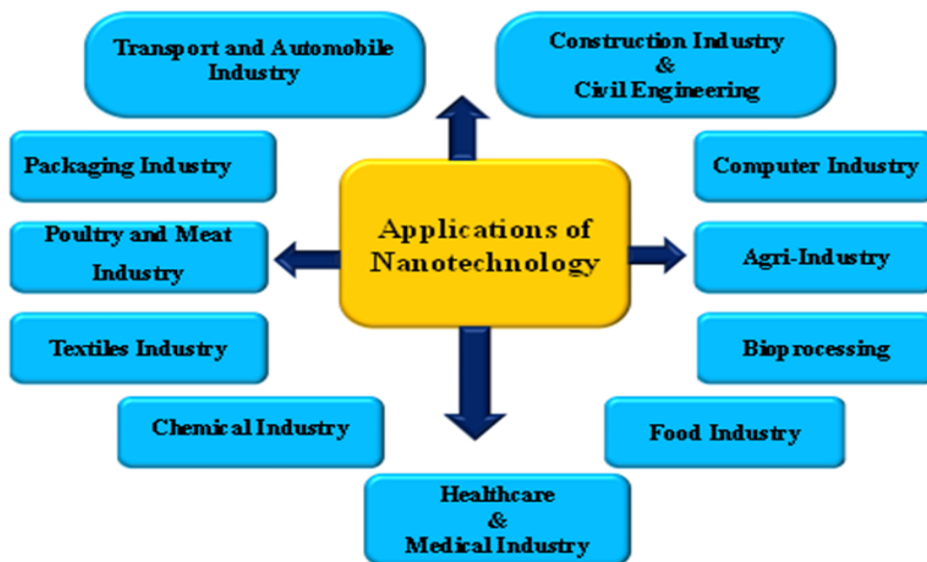 Transport and Automobile
Industry
Construction Industry
&
Civil Engineering
Packaging Industry
Computer Industry
Applications of
Nanotechnology
Poultry and Meat
Industry
Agri-Industry
Textiles Industry
Bioprocessing
Chemical Industry
Food Industry
Healthcare
&
Medical Industry